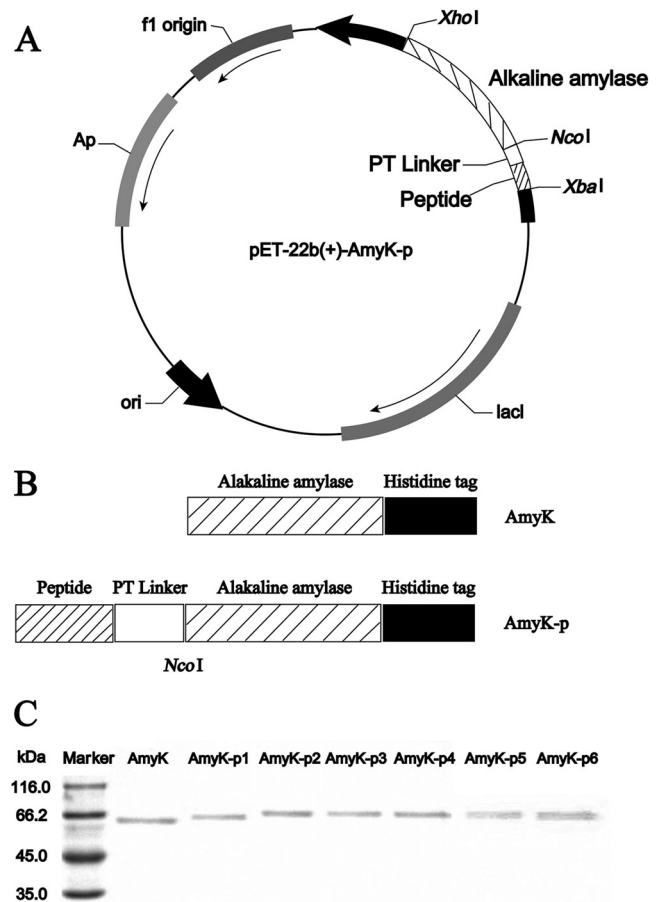 A
f1 origin
XhoI
Alkaline amylase
Ap
NcoI
PT Linker
XbaI
Peptide
pET-22b(+)-AmyK-p
ori
lacI
B
Alakaline amylase Histidine tag
AmyK
Peptide PT Linker Alakaline amylase Histidine tag
AmyK-p
NcoI
C
kDa Marker AmyK AmyK-p1 AmyK-p2 AmyK-p3 AmyK-p4 AmyK-p5 AmyK-p6
116.0
66.2
45.0
35.0